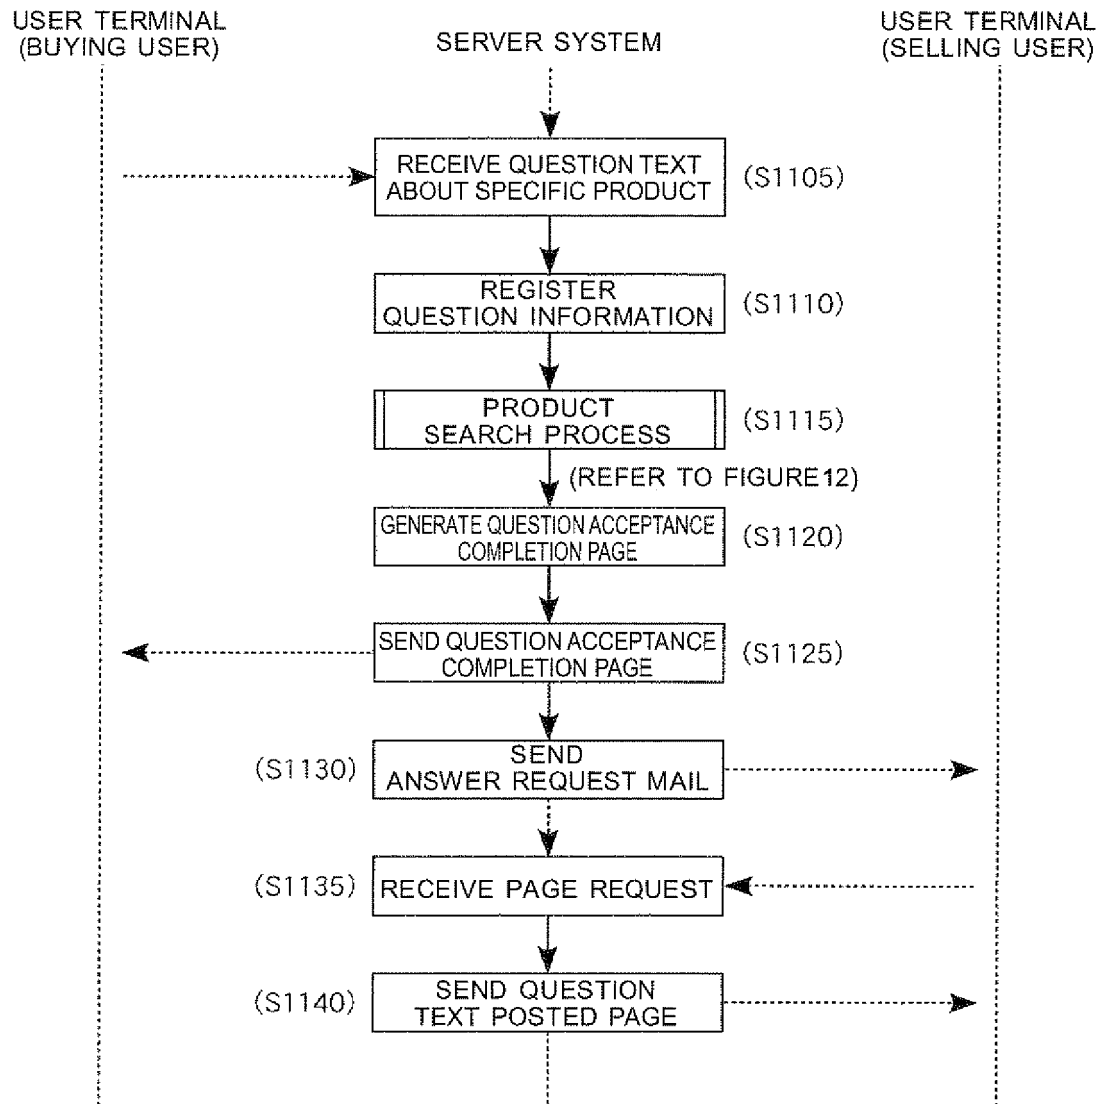 USER TERMINAL
(BUYING USER)
SERVER SYSTEM
USER TERMINAL
(SELLING USER)
RECEIVE QUESTION TEXT
ABOUT SPECIFIC PRODUCT
(S1105)
REGISTER
QUESTION INFORMATION
(S1110)
PRODUCT
SEARCH PROCESS
(S1115)
(REFER TO FIGURE12)
GENERATE QUESTION ACCEPTANCE
COMPLETION PAGE
(S1120)
SEND QUESTION ACCEPTANCE
COMPLETION PAGE
(S1125)
(S1130)
SEND
ANSWER REQUEST MAIL
(S1135)
RECEIVE PAGE REQUEST
(S1140)
SEND QUESTION
TEXT POSTED PAGE